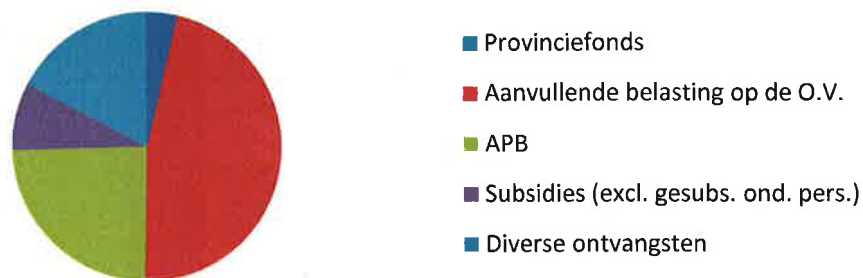 Provinciefonds
Aanvullende belasting op de O.V.
APB
Subsidies (excl. gesubs. ond. pers.)
Diverse ontvangsten